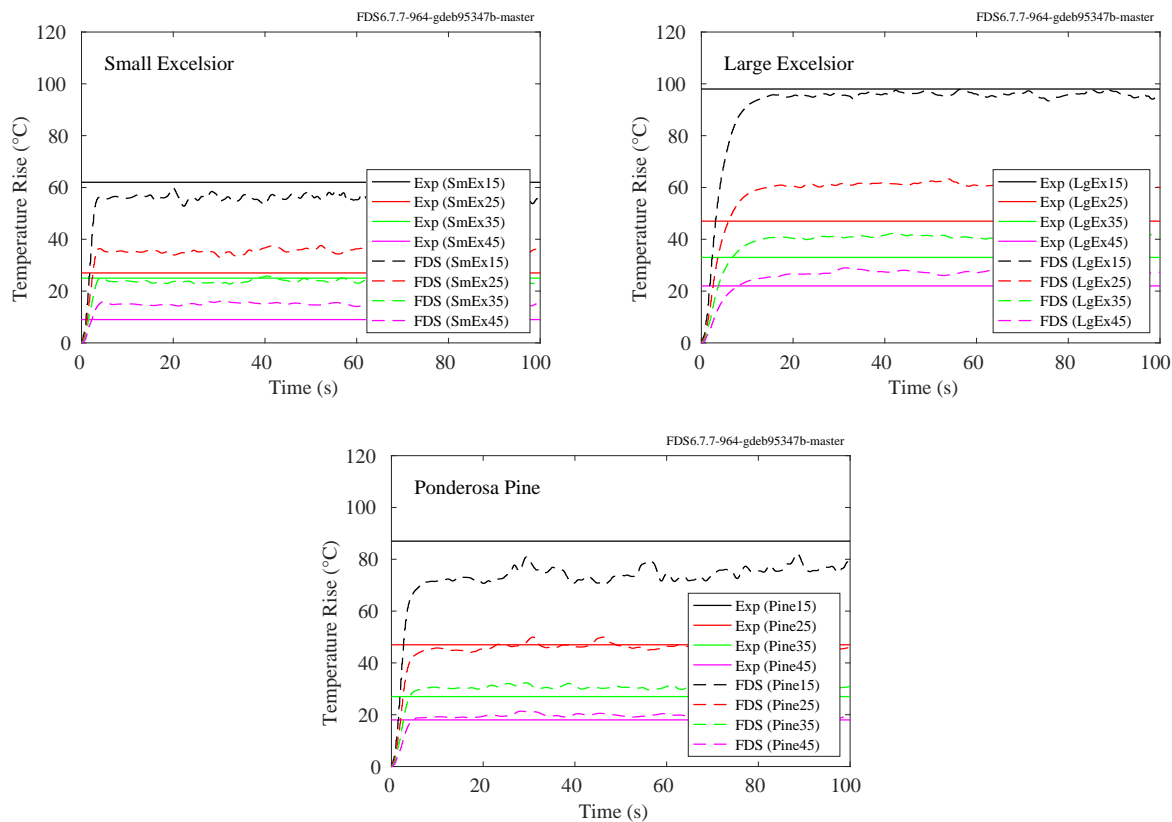 FDS6.7.7-964-gdeb95347b-master
Small Excelsior
Temperature Rise (°C)
120
100
80
60
40
20
0
0 20 40 60 80 100
Time (s)
Exp (SmEx15)
Exp (SmEx25)
Exp (SmEx35)
Exp (SmEx45)
FDS (SmEx15)
FDS (SmEx25)
FDS (SmEx35)
FDS (SmEx45)
FDS6.7.7-964-gdeb95347b-master
Large Excelsior
Temperature Rise (°C)
120
100
80
60
40
20
0
0 20 40 60 80 100
Time (s)
Exp (LgEx15)
Exp (LgEx25)
Exp (LgEx35)
Exp (LgEx45)
FDS (LgEx15)
FDS (LgEx25)
FDS (LgEx35)
FDS (LgEx45)
FDS6.7.7-964-gdeb95347b-master
Ponderosa Pine
Temperature Rise (°C)
120
100
80
60
40
20
0
0 20 40 60 80 100
Time (s)
Exp (Pine15)
Exp (Pine25)
Exp (Pine35)
Exp (Pine45)
FDS (Pine15)
FDS (Pine25)
FDS (Pine35)
FDS (Pine45)